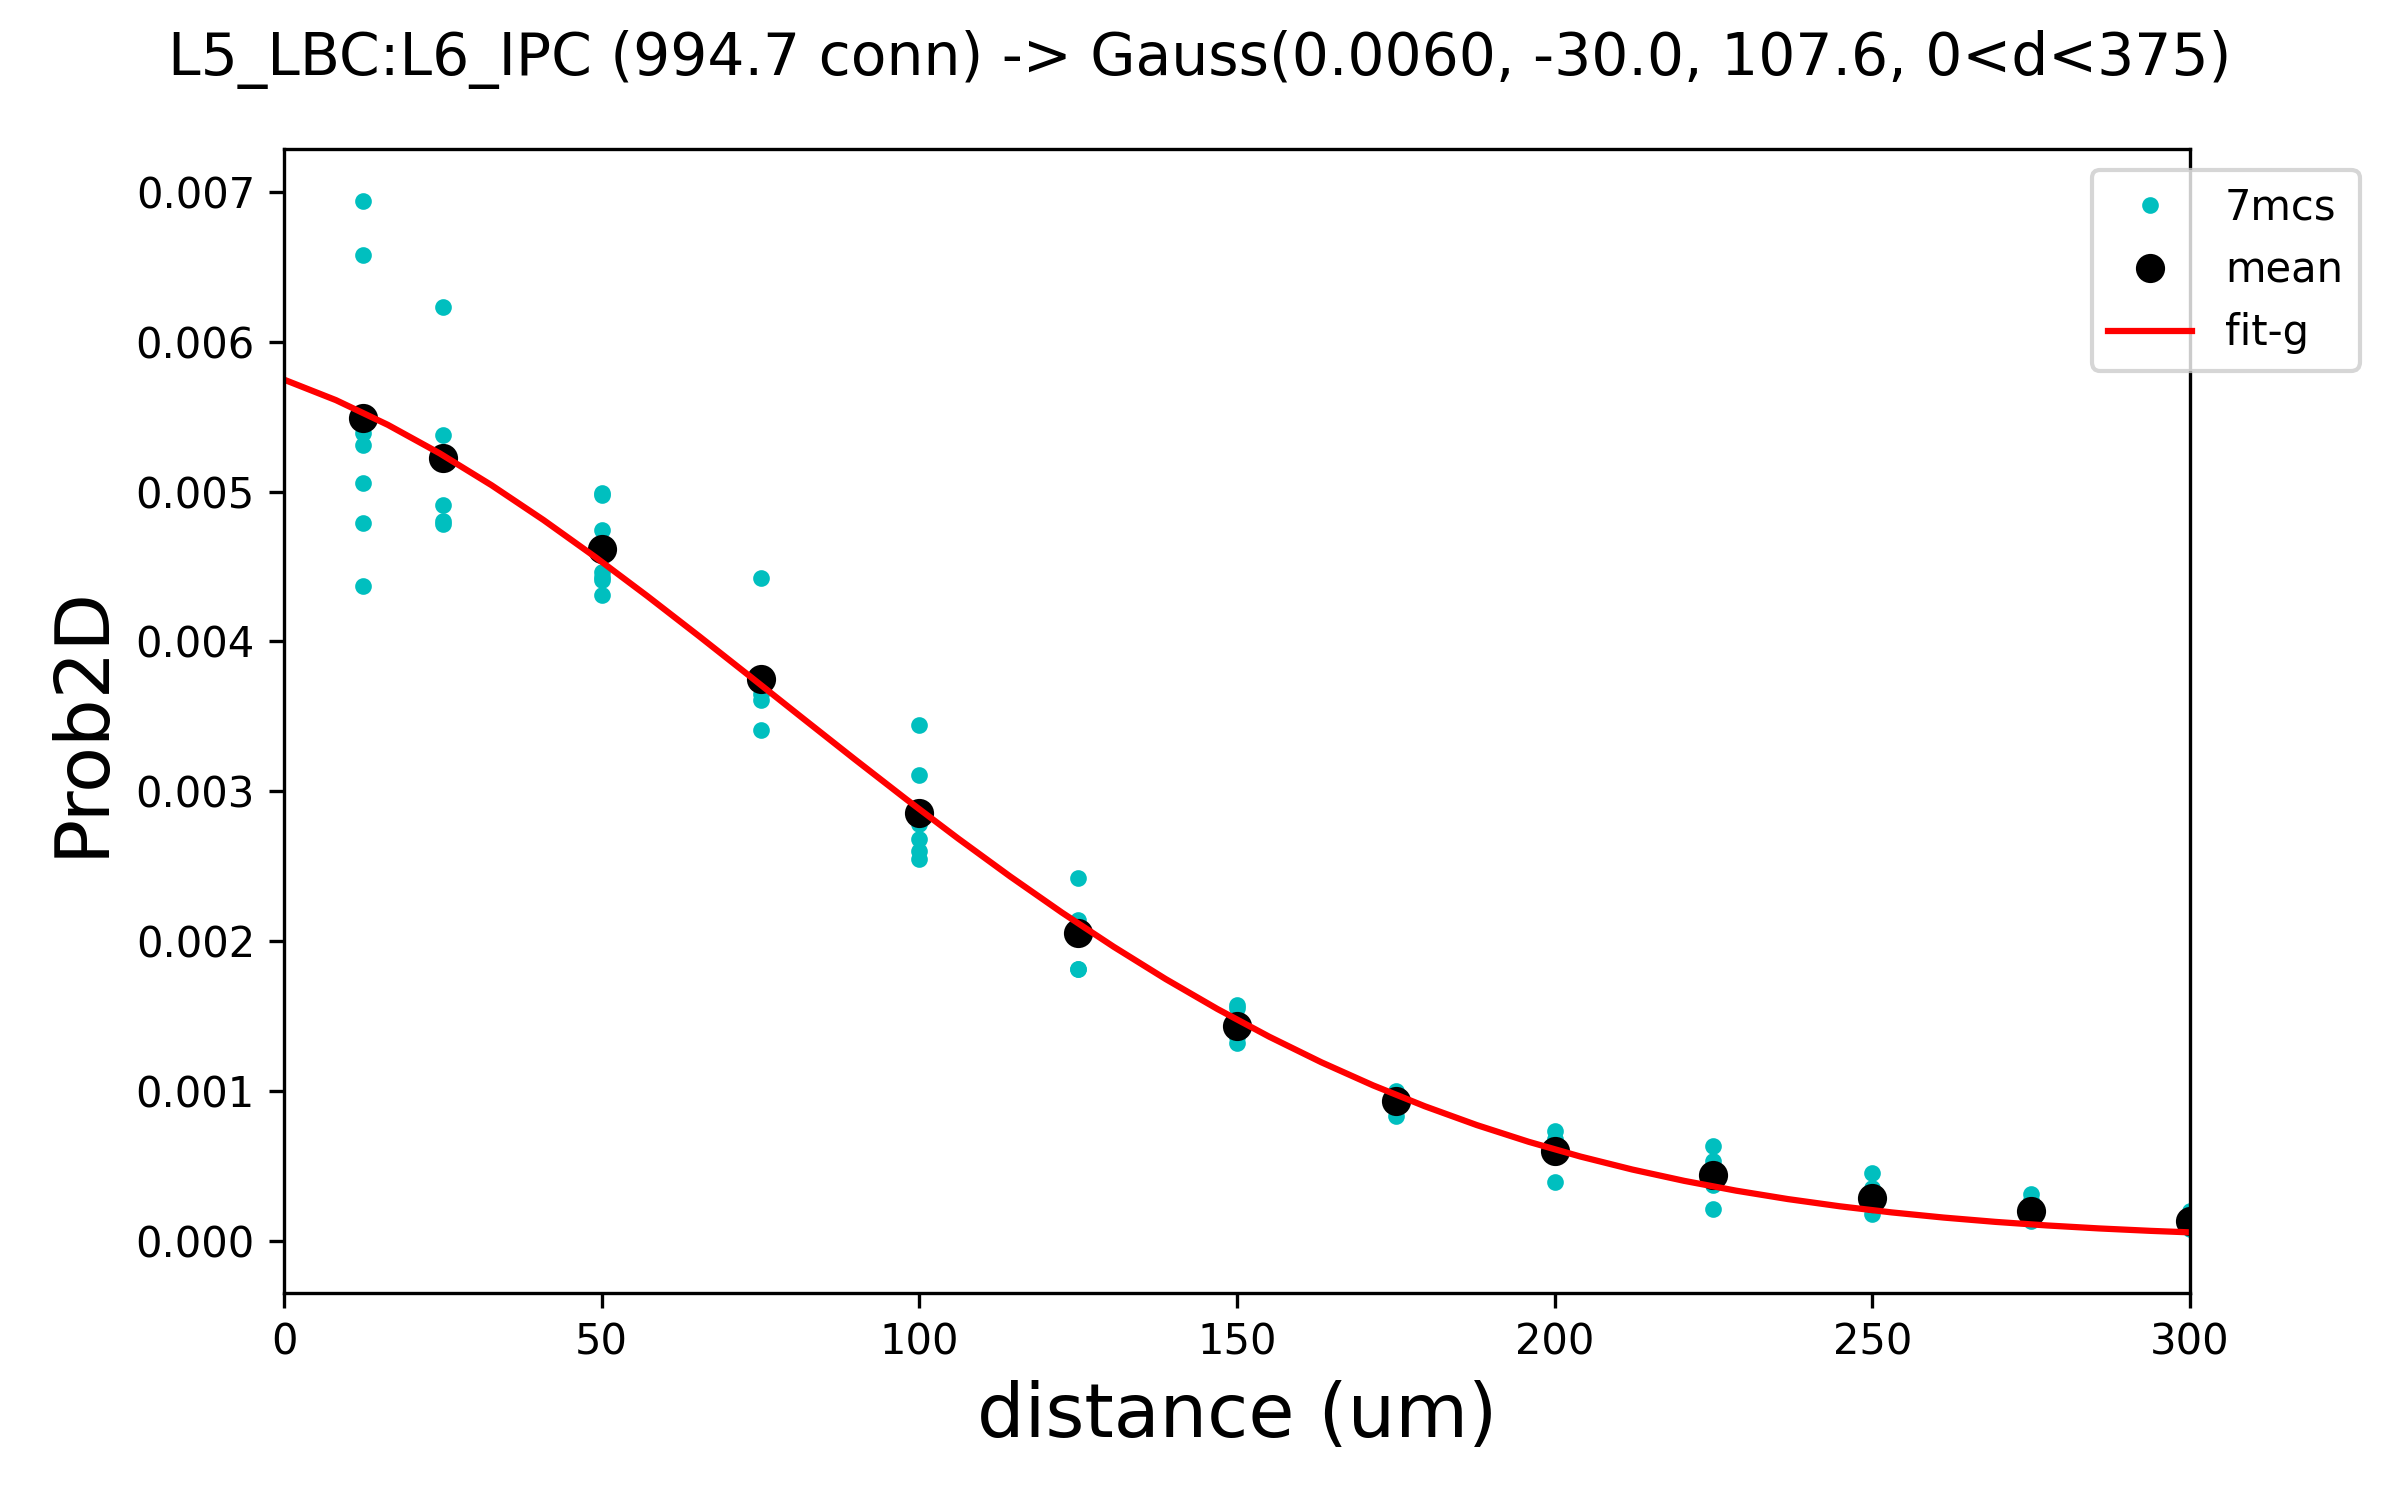 L5_LBC:L6_IPC (994.7 conn) -> Gauss(0.0060, -30.0, 107.6, 0<d<375)
7mcs
mean
fit-g
0.007
0.006
0.005
0.004
0.003
0.002
0.001
0.000
Prob2D
0 50 100 150 200 250 300
distance (um)